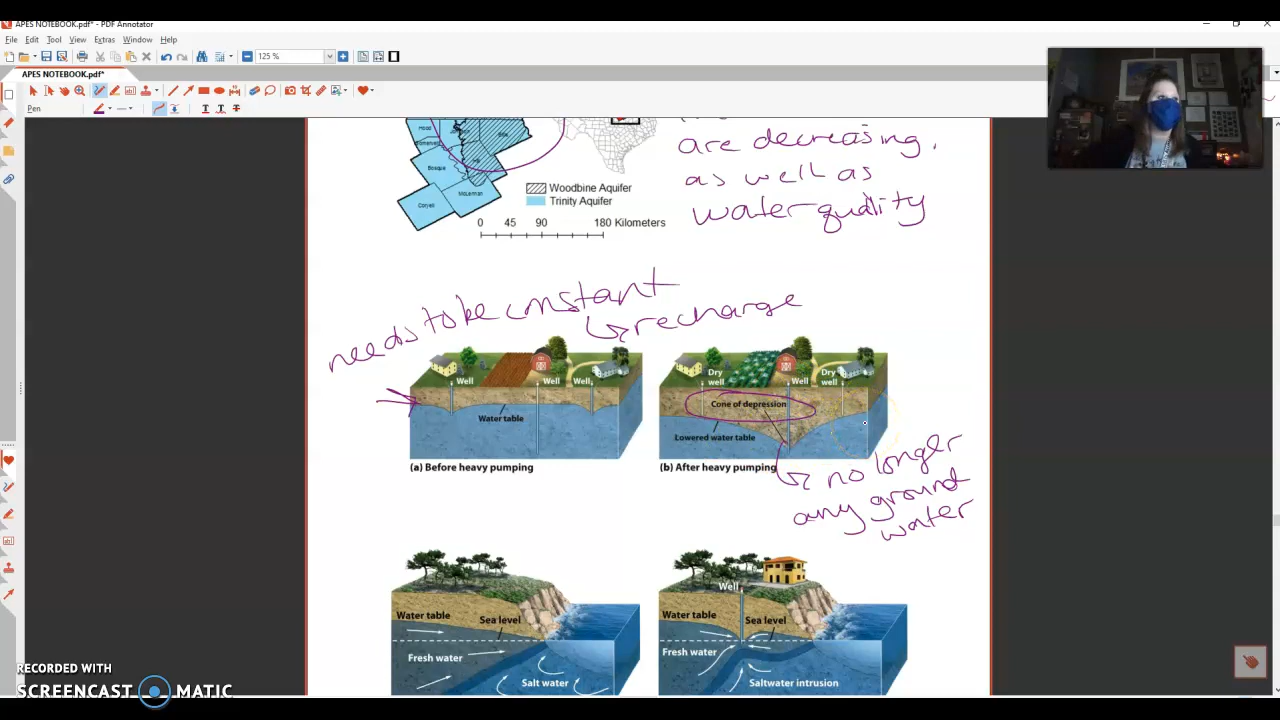 APES NOTEBOOK.pdf* - PDF Annotator
File Edit Tool View Extras Window Help
125 %
APES NOTEBOOK.pdf*
Pen
are decreasing,
as well as
water quality
Bosque
McLennan
Coryell
Woodbine Aquifer
Trinity Aquifer
0 45 90 180 Kilometers
needs to be constant
recharge
Well
Well
Well
Water table
(a) Before heavy pumping
Dry well
Well
Dry well
Cone of depression
Lowered water table
(b) After heavy pumping
no longer
any ground
water
Water table
Sea level
Fresh water
Salt water
Well
Water table
Sea level
Fresh water
Saltwater intrusion
RECORDED WITH
SCREENCAST MATIC